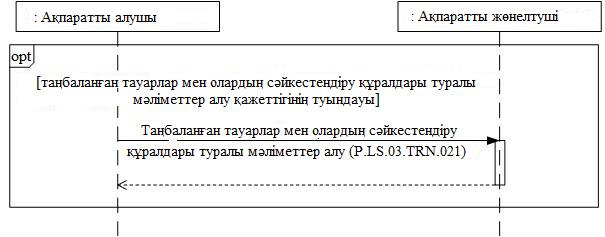 : Ақпаратты алушы
: Ақпаратты жөнелтуші
opt
[таңбаланған тауарлар мен олардың сәйкестендіру құралдары туралы
мәліметтер алу қажеттігінің туындауы]
Таңбаланған тауарлар мен олардың сәйкестендіру
құралдары туралы мәліметтер алу (P.LS.03.TRN.021)